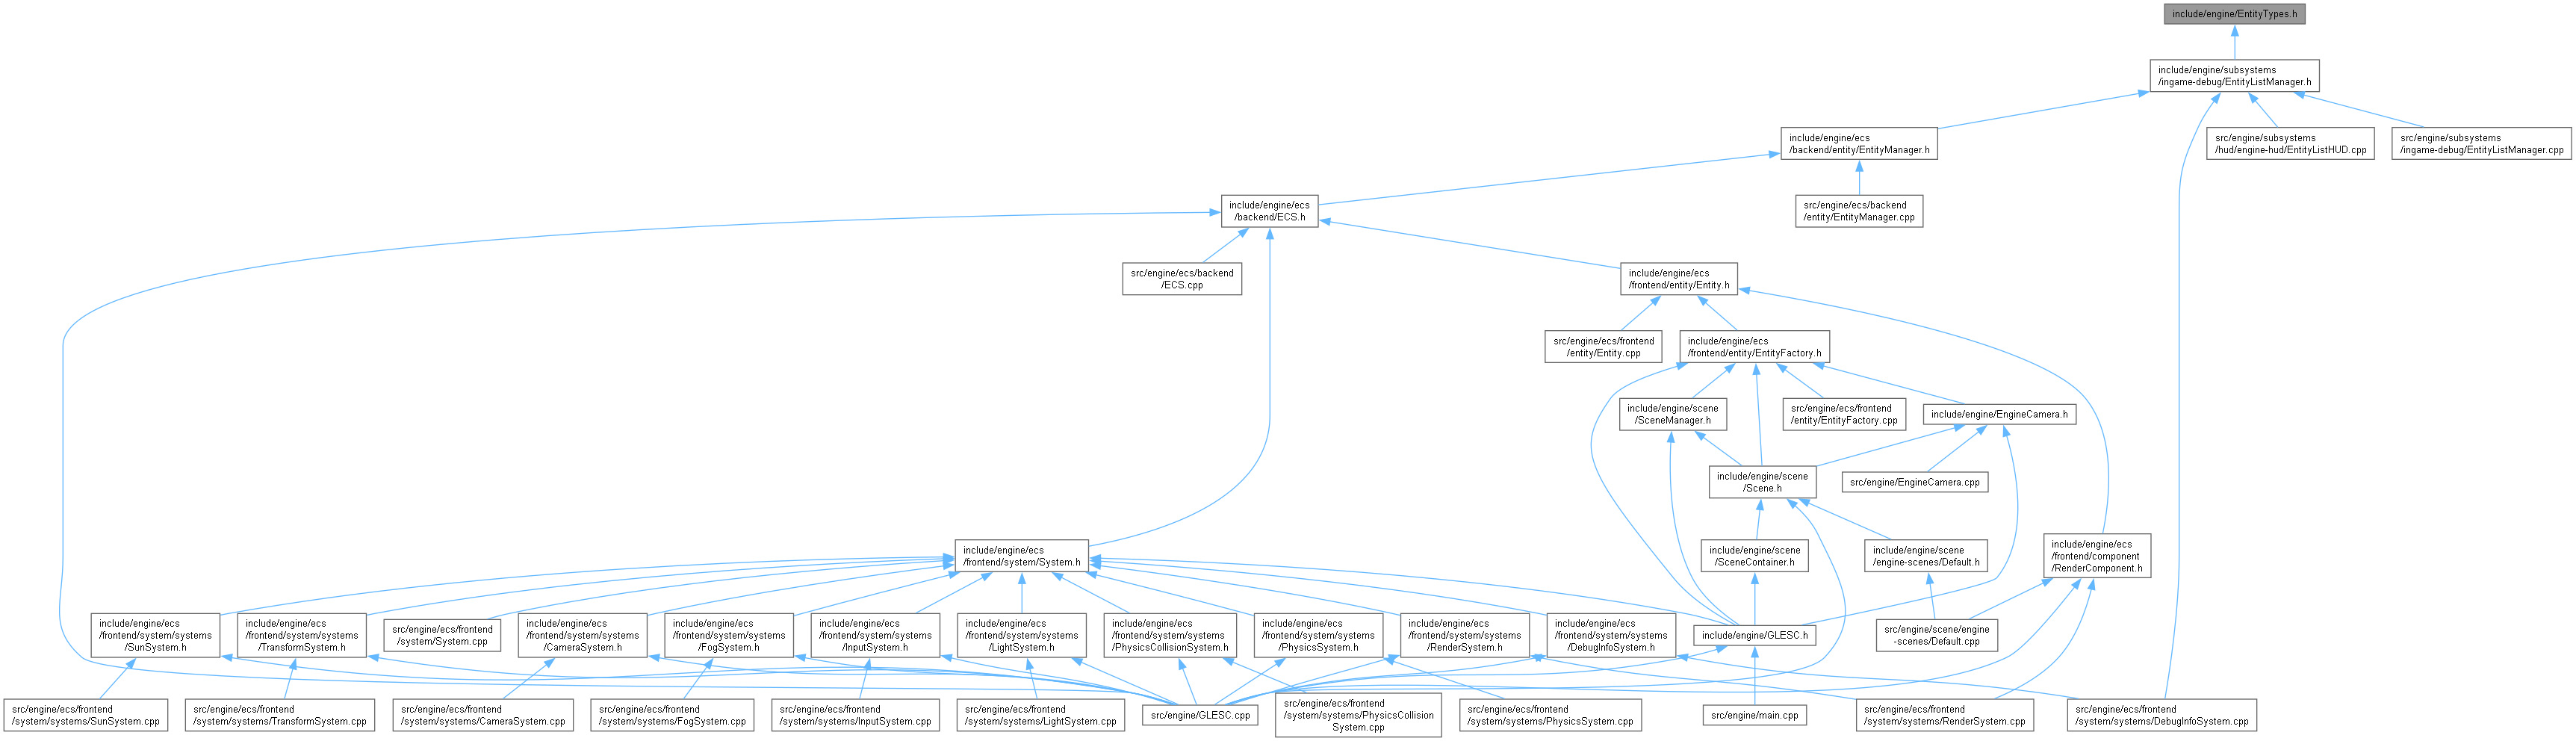 include/engine/EntityTypes.h
include/engine/subsystems
/ingame-debug/EntityListManager.h
include/engine/ecs
/backend/entity/EntityManager.h
src/engine/subsystems
/hud/engine-hud/EntityListHUD.cpp
src/engine/subsystems
/ingame-debug/EntityListManager.cpp
include/engine/ecs
/backend/ECS.h
src/engine/ecs/backend
/entity/EntityManager.cpp
src/engine/ecs/backend
/ECS.cpp
include/engine/ecs
/frontend/entity/Entity.h
src/engine/ecs/frontend
/entity/Entity.cpp
include/engine/ecs
/frontend/entity/EntityFactory.h
include/engine/scene
/SceneManager.h
src/engine/ecs/frontend
/entity/EntityFactory.cpp
include/engine/EngineCamera.h
include/engine/scene
/Scene.h
src/engine/EngineCamera.cpp
include/engine/ecs
/frontend/system/System.h
include/engine/scene
/SceneContainer.h
include/engine/scene
/engine-scenes/Default.h
include/engine/ecs
/frontend/component
/RenderComponent.h
include/engine/ecs
/frontend/system/systems
/SunSystem.h
include/engine/ecs
/frontend/system/systems
/TransformSystem.h
src/engine/ecs/frontend
/system/System.cpp
include/engine/ecs
/frontend/system/systems
/CameraSystem.h
include/engine/ecs
/frontend/system/systems
/FogSystem.h
include/engine/ecs
/frontend/system/systems
/InputSystem.h
include/engine/ecs
/frontend/system/systems
/LightSystem.h
include/engine/ecs
/frontend/system/systems
/PhysicsCollisionSystem.h
include/engine/ecs
/frontend/system/systems
/PhysicsSystem.h
include/engine/ecs
/frontend/system/systems
/RenderSystem.h
include/engine/ecs
/frontend/system/systems
/DebugInfoSystem.h
include/engine/GLESC.h
src/engine/scene/engine
-scenes/Default.cpp
src/engine/ecs/frontend
/system/systems/SunSystem.cpp
src/engine/ecs/frontend
/system/systems/TransformSystem.cpp
src/engine/ecs/frontend
/system/systems/CameraSystem.cpp
src/engine/ecs/frontend
/system/systems/FogSystem.cpp
src/engine/ecs/frontend
/system/systems/InputSystem.cpp
src/engine/ecs/frontend
/system/systems/LightSystem.cpp
src/engine/GLESC.cpp
src/engine/ecs/frontend
/system/systems/PhysicsCollision
System.cpp
src/engine/ecs/frontend
/system/systems/PhysicsSystem.cpp
src/engine/main.cpp
src/engine/ecs/frontend
/system/systems/RenderSystem.cpp
src/engine/ecs/frontend
/system/systems/DebugInfoSystem.cpp